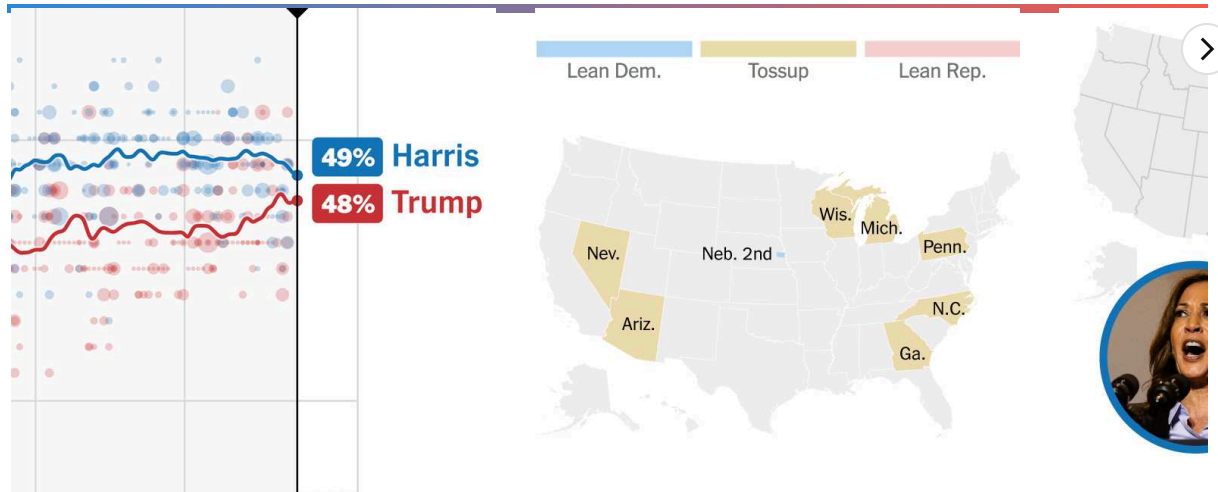 49% Harris
48% Trump
Lean Dem.
Tossup
Lean Rep.
Wis.
Mich.
Nev.
Neb. 2nd
Penn.
Ariz.
N.C.
Ga.